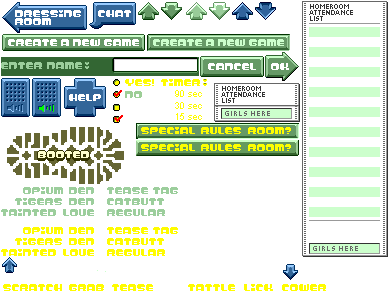 DRESSING ROOM
CHAT
HOMEROOM ATTENDANCE LIST
CREATE A NEW GAME
CREATE A NEW GAME
ENTER NAME:
CANCEL
OK
HELP
YES! TIMER:
NO
90 sec
30 sec
15 sec
HOMEROOM
ATTENDANCE
LIST
GIRLS HERE
SPECIAL RULES ROOM?
SPECIAL RULES ROOM?
BOOTED
OPIUM DEN TEASE TAG
TIGERS DEN CATBUTT
TAINTED LOVE REGULAR
OPIUM DEN TEASE TAG
TIGERS DEN CATBUTT
TAINTED LOVE REGULAR
GIRLS HERE
SCRATCH GANG TEASE TATTLE LICK COWER